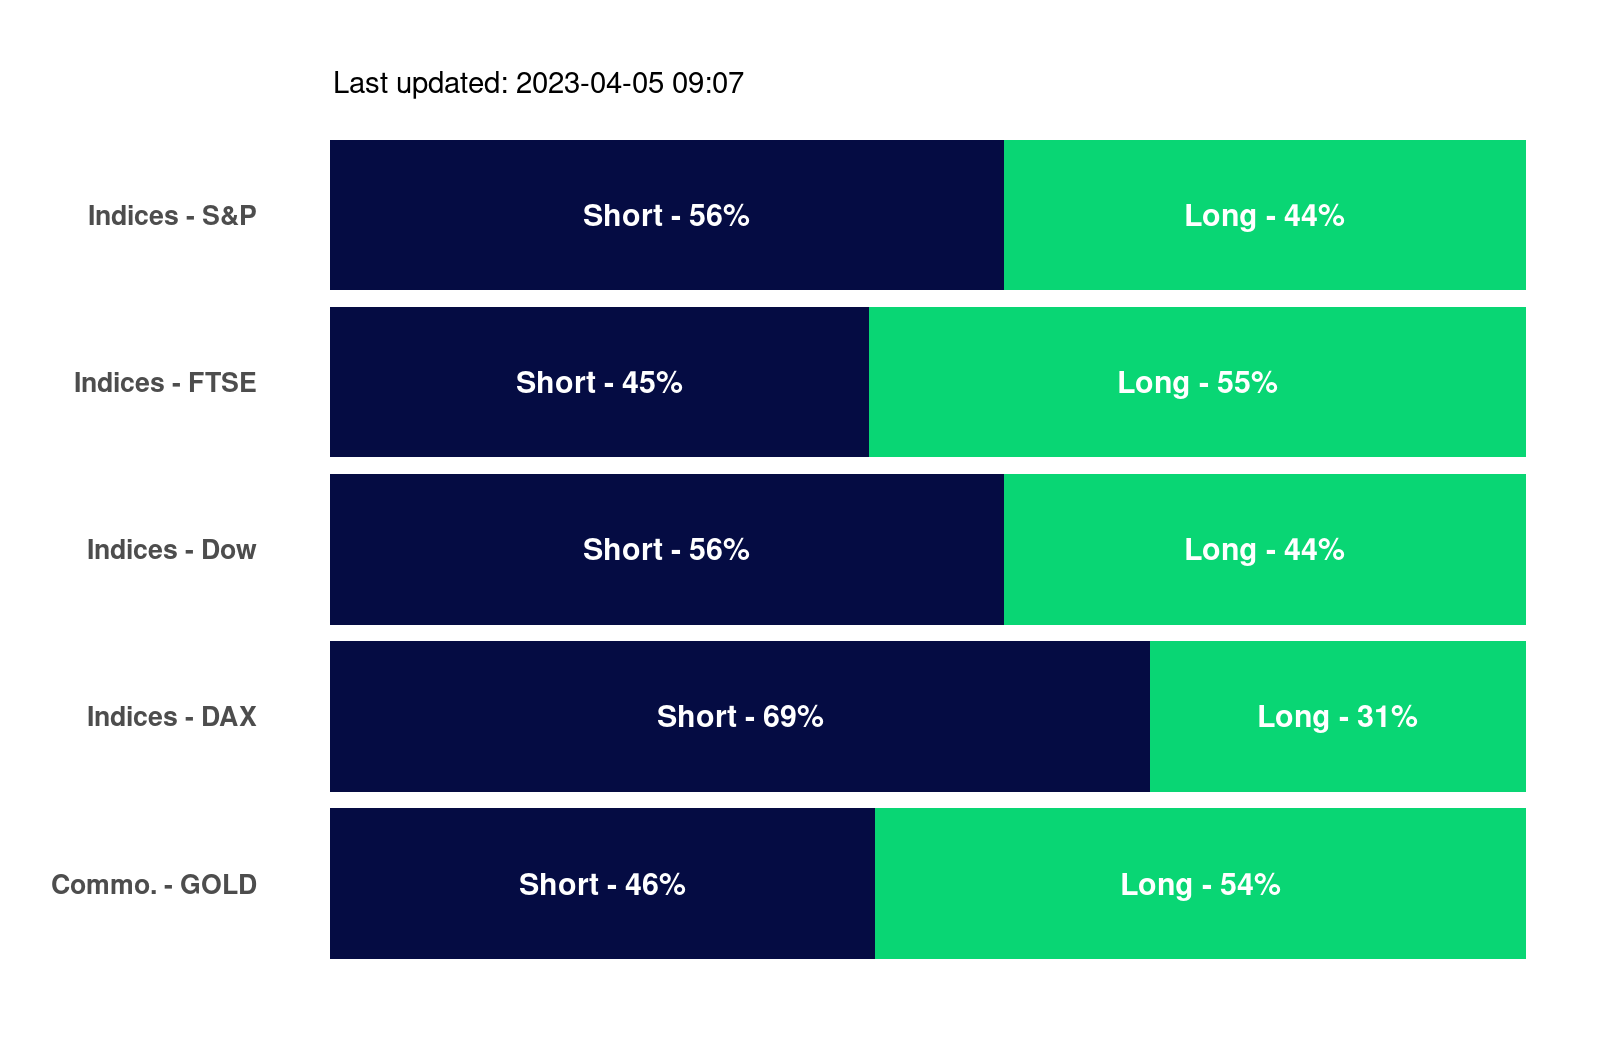 Last updated: 2023-04-05 09:07
Indices - S&P Short - 56% Long - 44%
Indices - FTSE Short - 45% Long - 55%
Indices - Dow Short - 56% Long - 44%
Indices - DAX Short - 69% Long - 31%
Commo. - GOLD Short - 46% Long - 54%